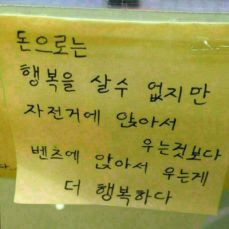 돈으로는
행복을 살수 없지만
자전거에 앉아서
우는것보다
벤츠에 앉아서 우는게
더 행복하다